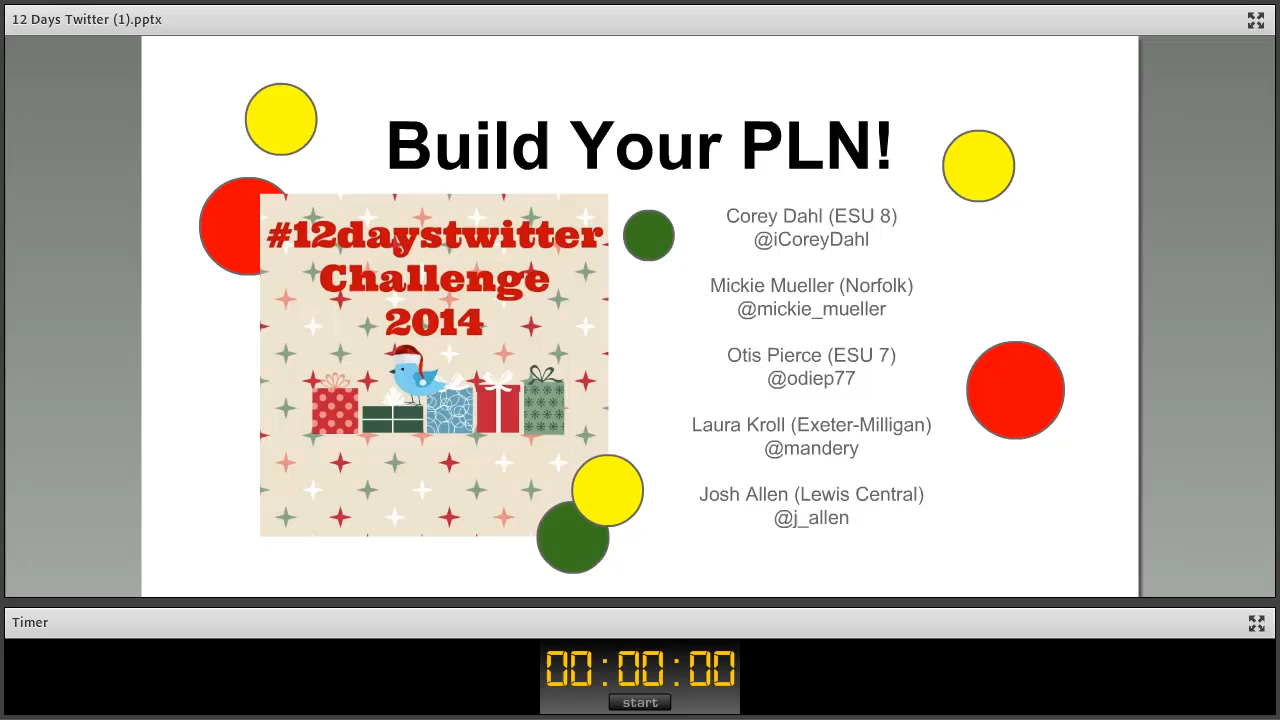 12 Days Twitter (1).pptx
Build Your PLN!
#12daystwitter
Challenge
2014
Corey Dahl (ESU 8)
@iCoreyDahl
Mickie Mueller (Norfolk)
@mickie_mueller
Otis Pierce (ESU 7)
@odiep77
Laura Kroll (Exeter-Milligan)
@mandery
Josh Allen (Lewis Central)
@j_allen
Timer
00:00:00
start